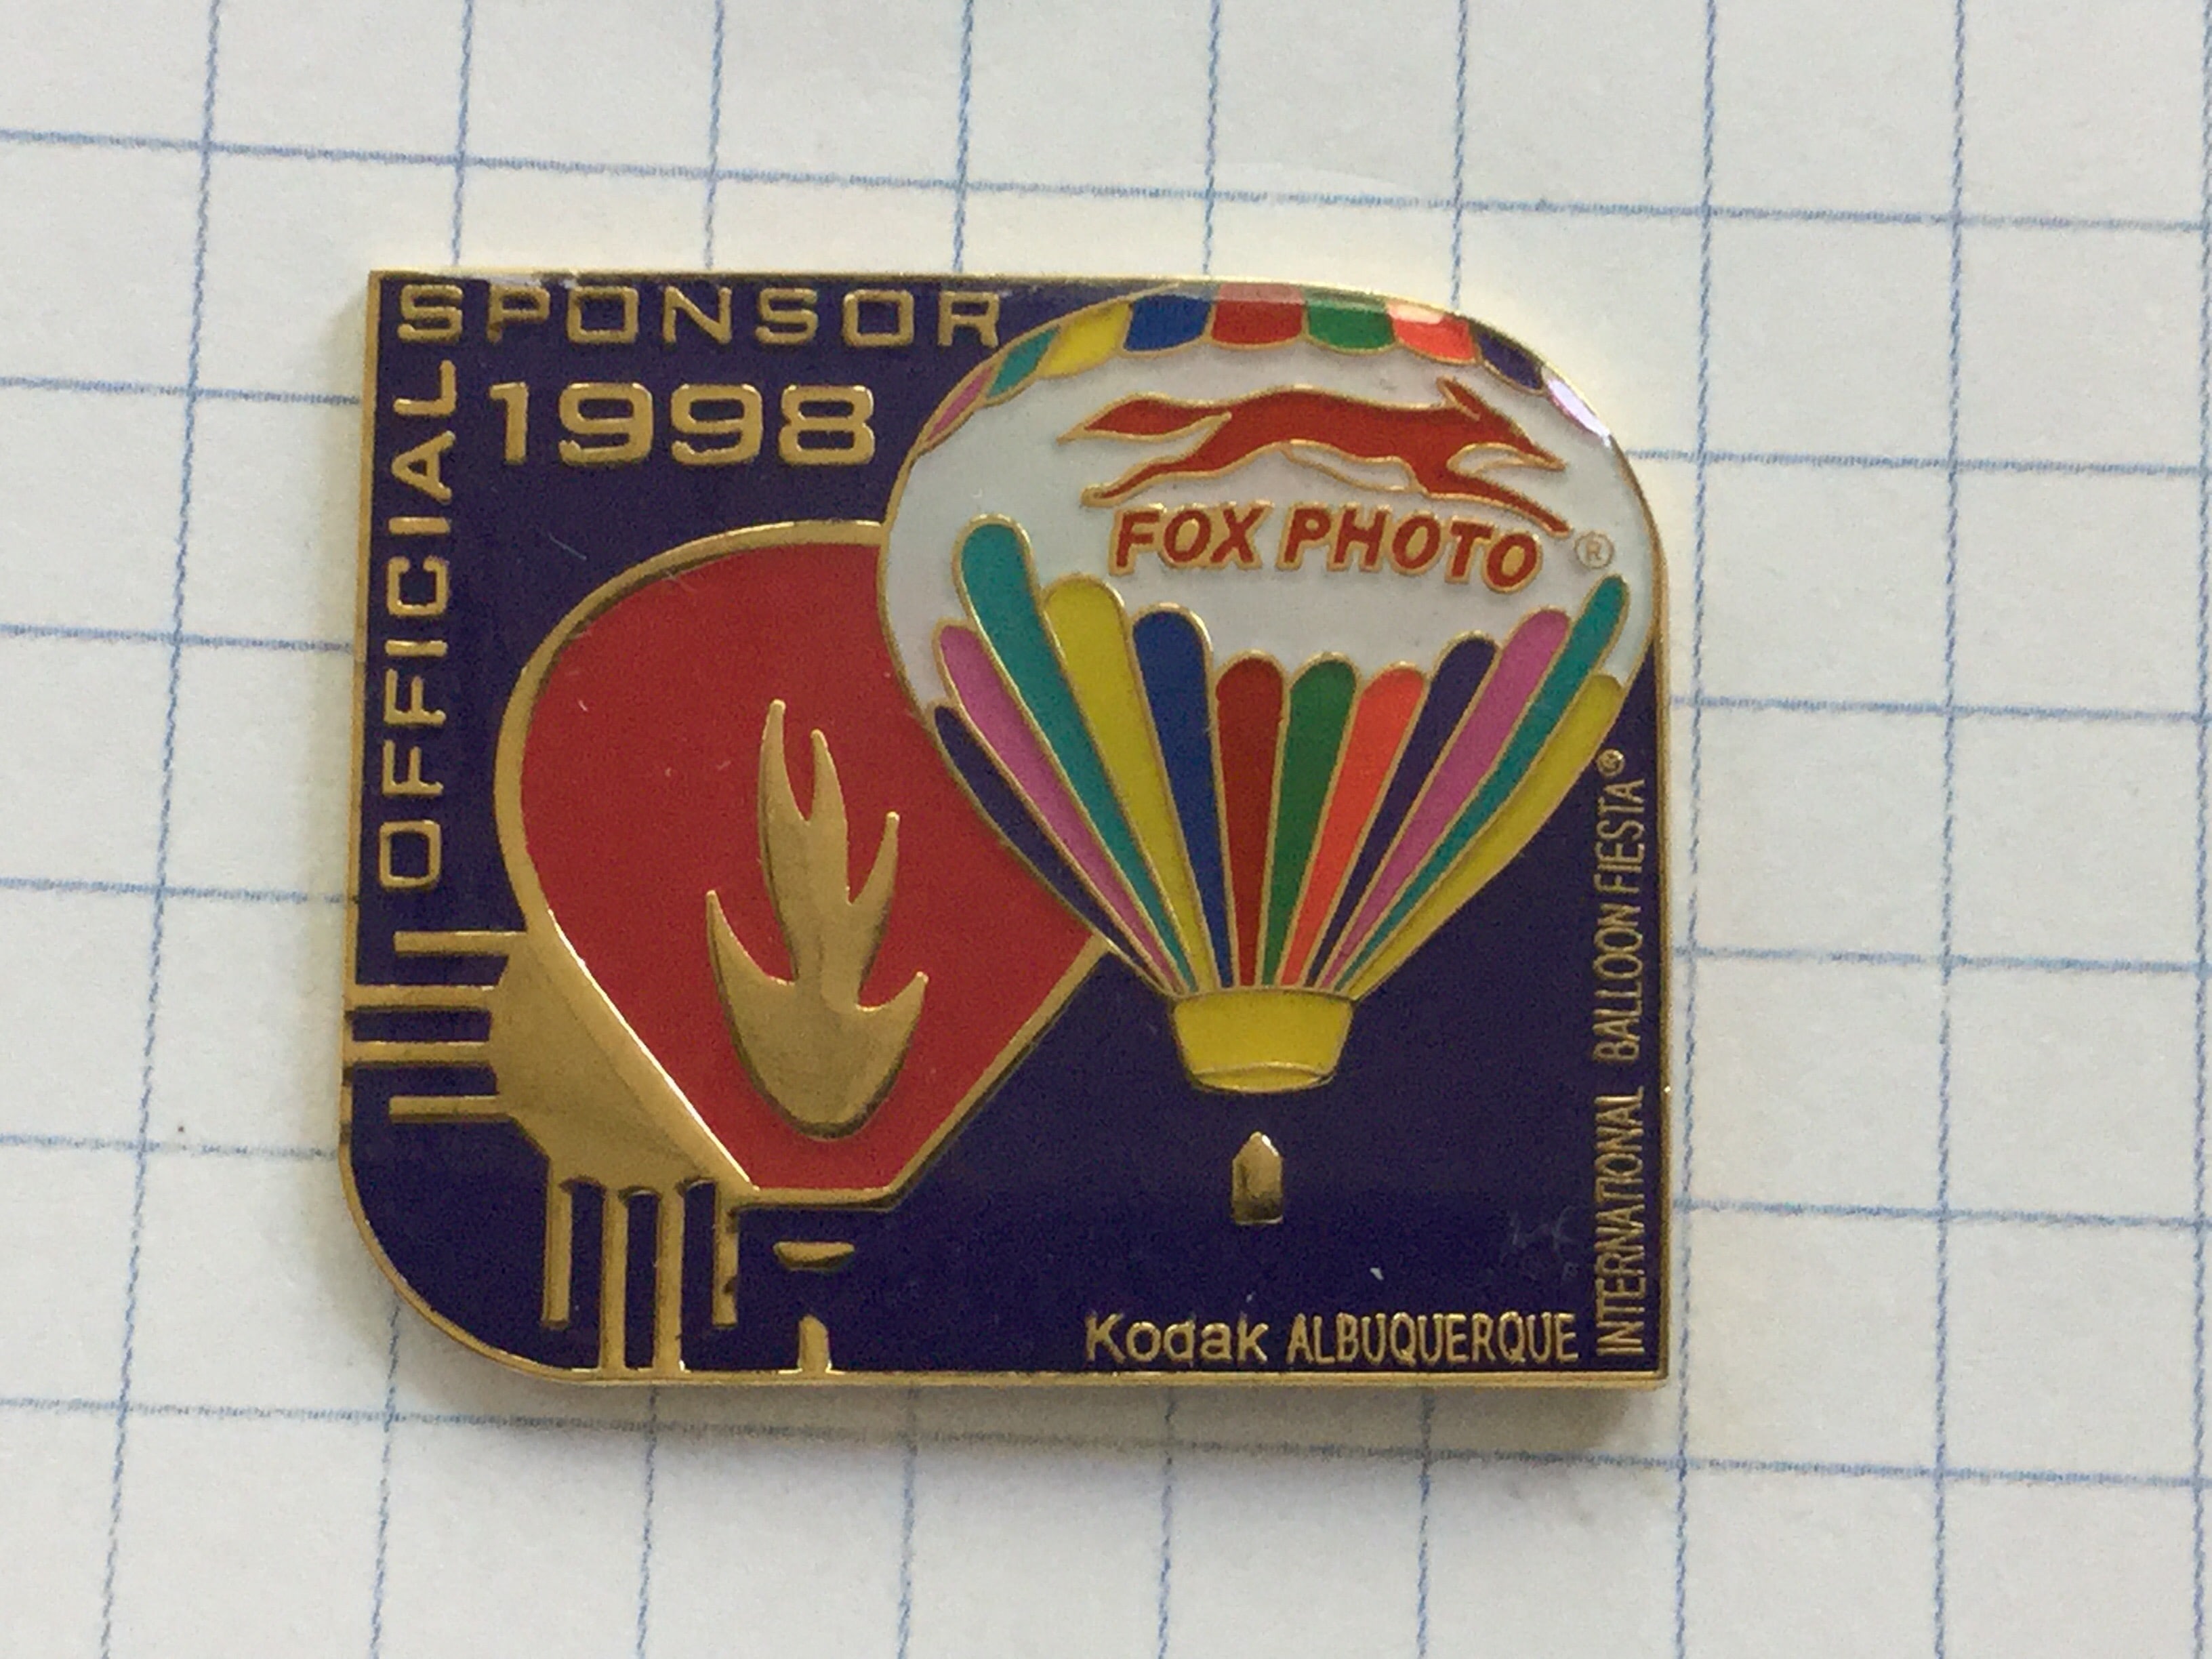 OFFICIAL
SPONSOR
1998
FOX PHOTO ®
Kodak ALBUQUERQUE
INTERNATIONAL BALLOON FIESTA®